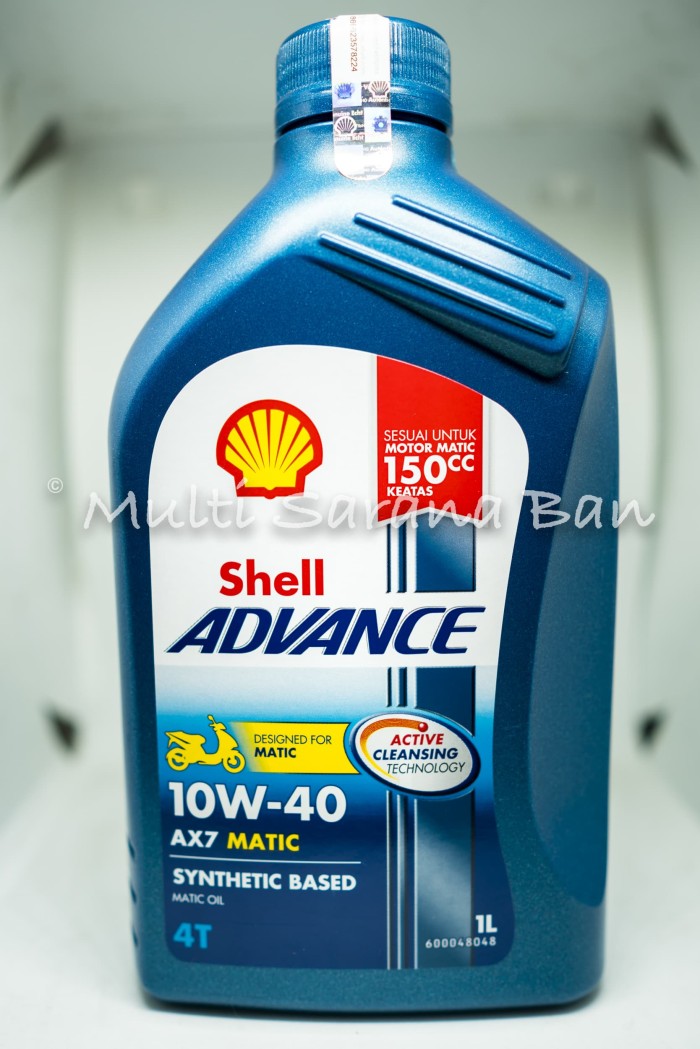 SESUAI UNTUK
MOTOR MATIC
150CC
KEATAS
© Multi Sarana Ban
Shell
ADVANCE
DESIGNED FOR
MATIC
ACTIVE
CLEANSING
TECHNOLOGY
10W-40
AX7 MATIC
SYNTHETIC BASED
MATIC OIL
4T
1L
600048048